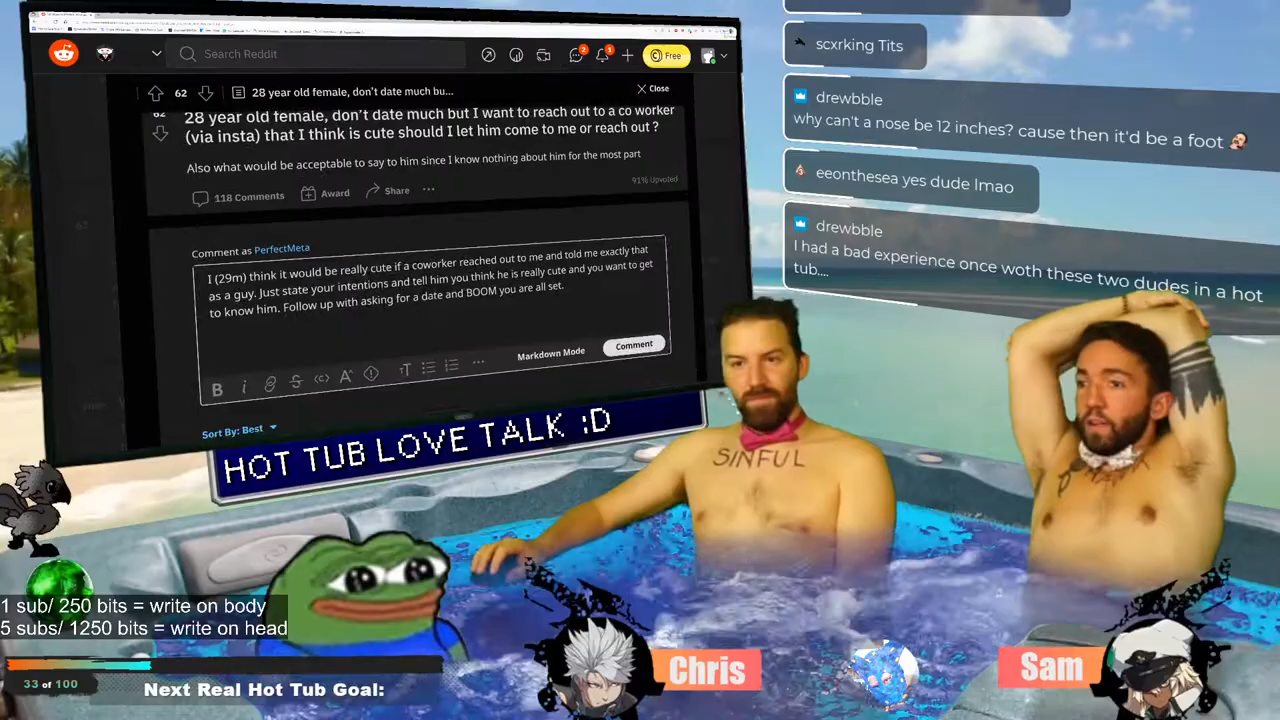 Search Reddit
2
1
Free
62
28 year old female, don't date much bu...
Close
62
28 year old female, don't date much but I want to reach out to a co worker
(via insta) that I think is cute should I let him come to me or reach out ?
Also what would be acceptable to say to him since I know nothing about him for the most part
118 Comments
Award
Share
91% Upvoted
Comment as PerfectMeta
I (29m) think it would be really cute if a coworker reached out to me and told me exactly that
as a guy. Just state your intentions and tell him you think he is really cute and you want to get
to know him. Follow up with asking for a date and BOOM you are all set.
Markdown Mode
Comment
Sort By: Best
HOT TUB LOVE TALK :D
scxrking Tits
drewbble
why can't a nose be 12 inches? cause then it'd be a foot
eeonthesea yes dude lmao
drewbble
I had a bad experience once woth these two dudes in a hot
tub....
SINFUL
1 sub/ 250 bits = write on body
5 subs/ 1250 bits = write on head
33 of 100
Next Real Hot Tub Goal:
Chris
Sam